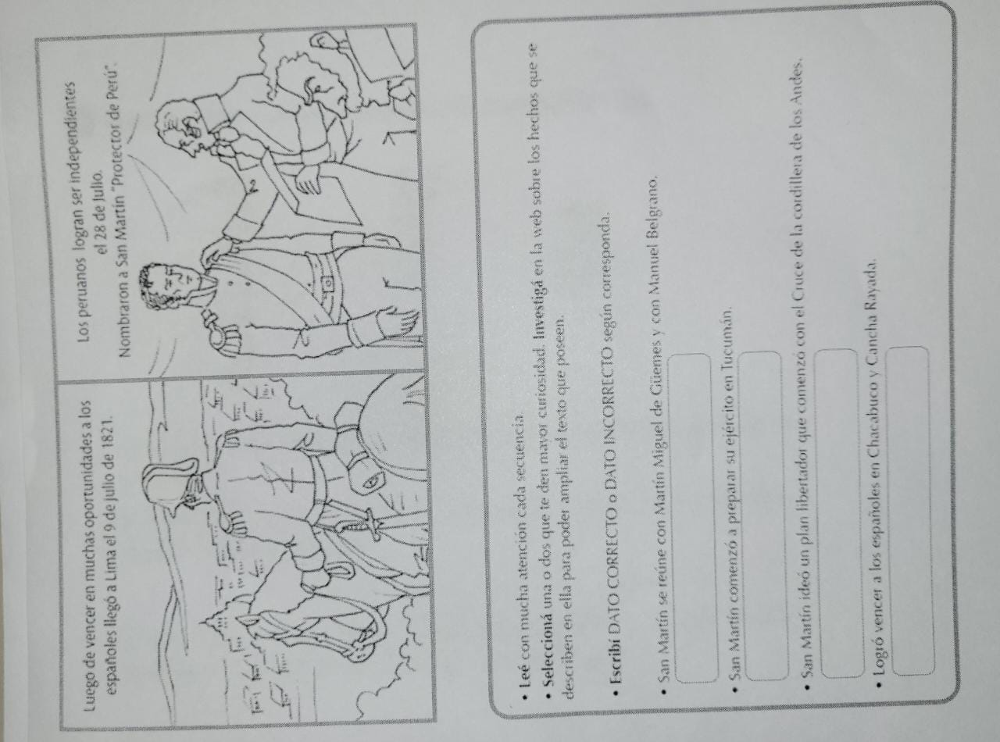 Luego de vencer en muchas oportunidades a los
españoles llegó a Lima el 9 de julio de 1821.
Los peruanos logran ser independientes
el 28 de Julio.
Nombraron a San Martín "Protector de Perú".
• Leé con mucha atención cada secuencia.
• Seleccioná una o dos que te den mayor curiosidad. Investigá en la web sobre los hechos que se
describen en ella para poder ampliar el texto que poseen.
• Escribí DATO CORRECTO o DATO INCORRECTO según corresponda.
• San Martín se reúne con Martín Miguel de Güemes y con Manuel Belgrano.
• San Martín comenzó a preparar su ejército en Tucumán.
• San Martín ideó un plan libertador que comenzó con el Cruce de la cordillera de los Andes.
• Logró vencer a los españoles en Chacabuco y Cancha Rayada.